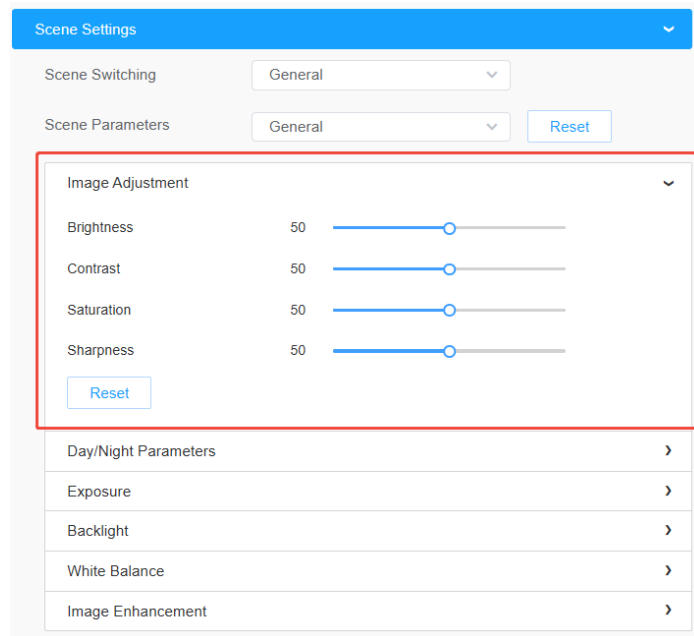 Scene Settings
Scene Switching General
Scene Parameters General Reset
Image Adjustment
Brightness 50
Contrast 50
Saturation 50
Sharpness 50
Reset
Day/Night Parameters
Exposure
Backlight
White Balance
Image Enhancement